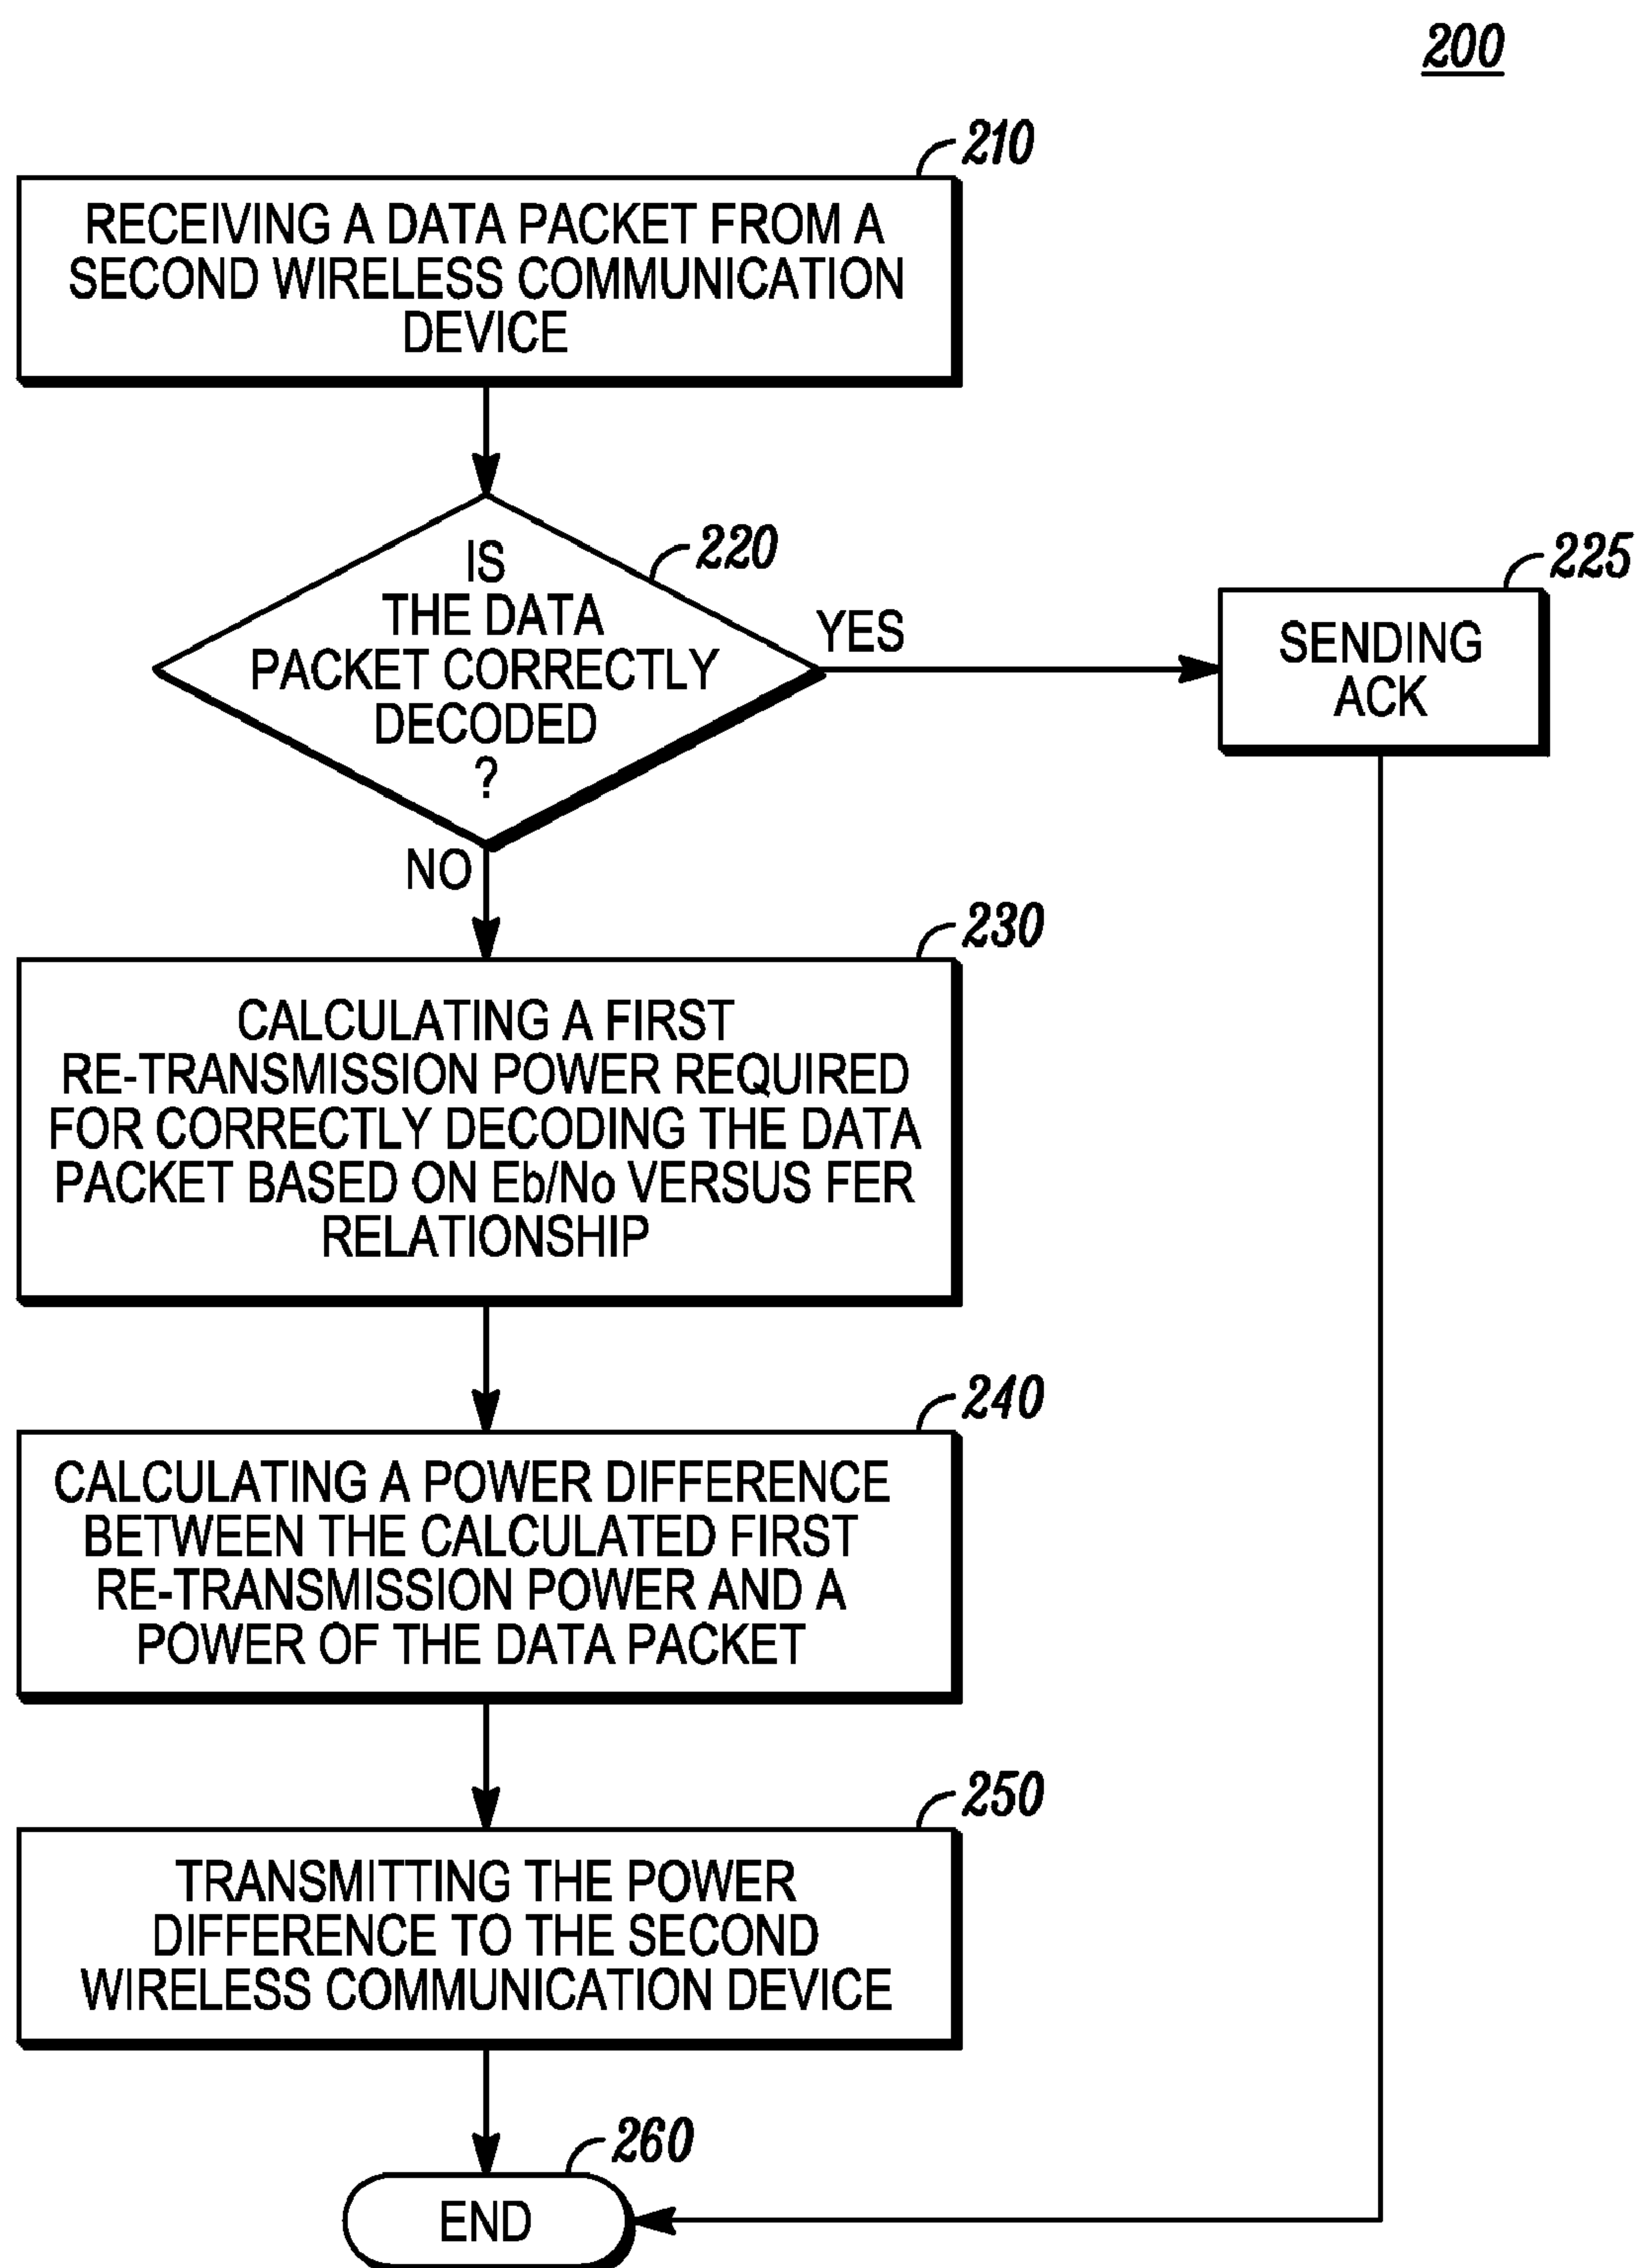 200
210
RECEIVING A DATA PACKET FROM A
SECOND WIRELESS COMMUNICATION
DEVICE
220
IS
THE DATA
PACKET CORRECTLY
DECODED
?
YES
225
SENDING
ACK
NO
230
CALCULATING A FIRST
RE-TRANSMISSION POWER REQUIRED
FOR CORRECTLY DECODING THE DATA
PACKET BASED ON Eb/No VERSUS FER
RELATIONSHIP
240
CALCULATING A POWER DIFFERENCE
BETWEEN THE CALCULATED FIRST
RE-TRANSMISSION POWER AND A
POWER OF THE DATA PACKET
250
TRANSMITTING THE POWER
DIFFERENCE TO THE SECOND
WIRELESS COMMUNICATION DEVICE
260
END